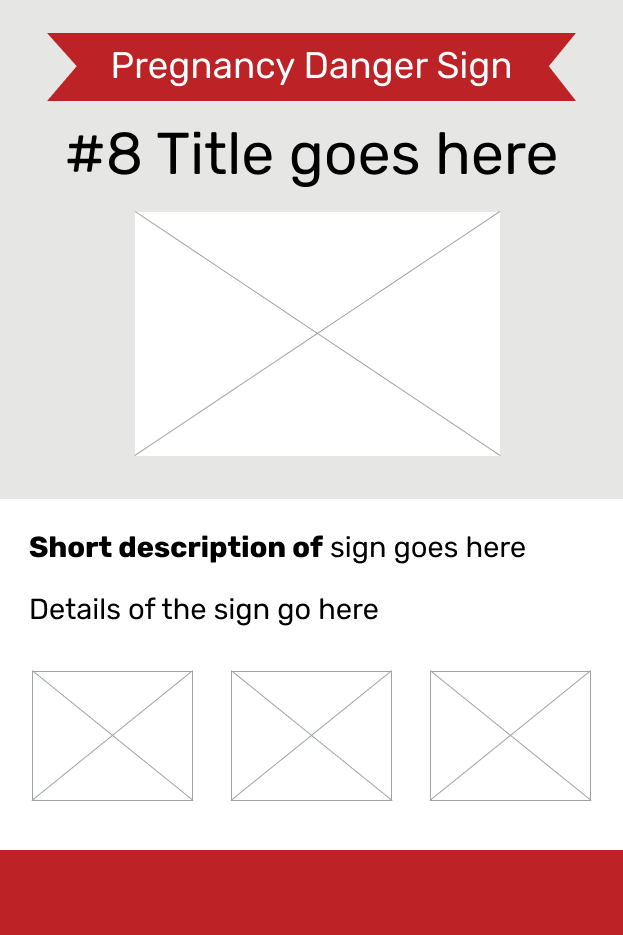 Pregnancy Danger Sign
#8 Title goes here
Short description of sign goes here
Details of the sign go here